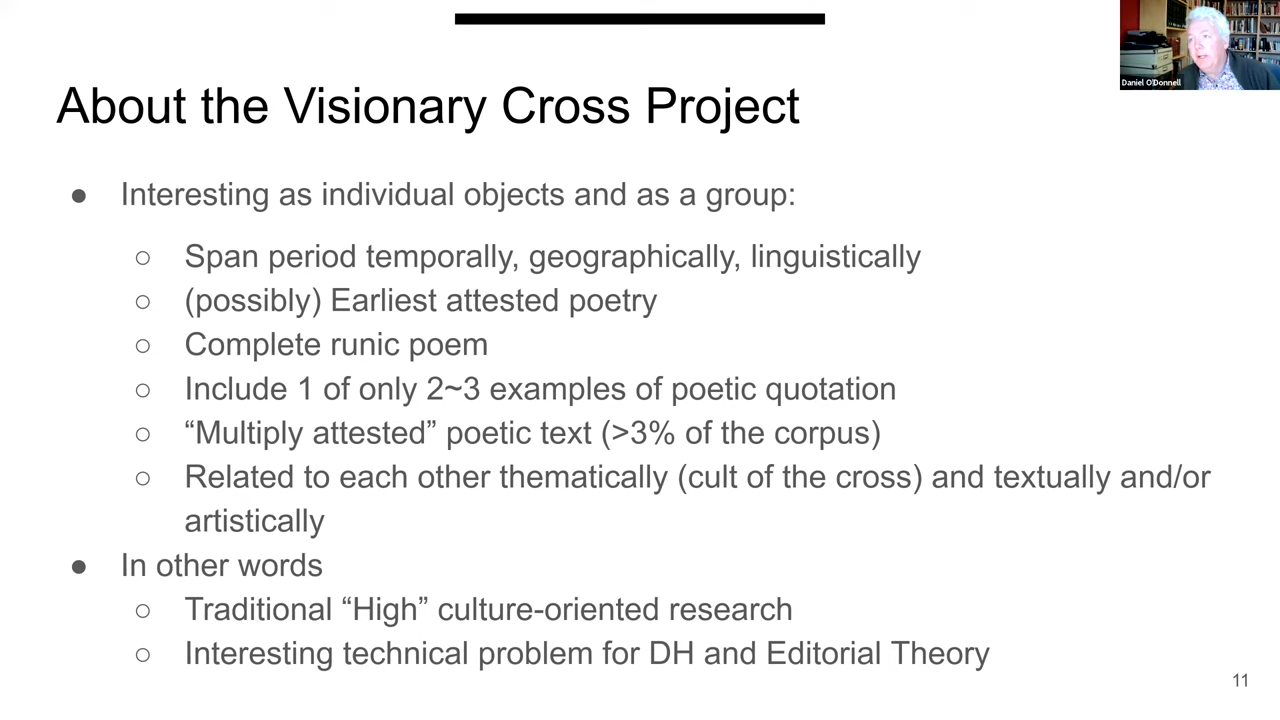 Daniel O'Donnell
About the Visionary Cross Project
● Interesting as individual objects and as a group:
○ Span period temporally, geographically, linguistically
○ (possibly) Earliest attested poetry
○ Complete runic poem
○ Include 1 of only 2~3 examples of poetic quotation
○ “Multiply attested” poetic text (>3% of the corpus)
○ Related to each other thematically (cult of the cross) and textually and/or
artistically
● In other words
○ Traditional “High” culture-oriented research
○ Interesting technical problem for DH and Editorial Theory
11